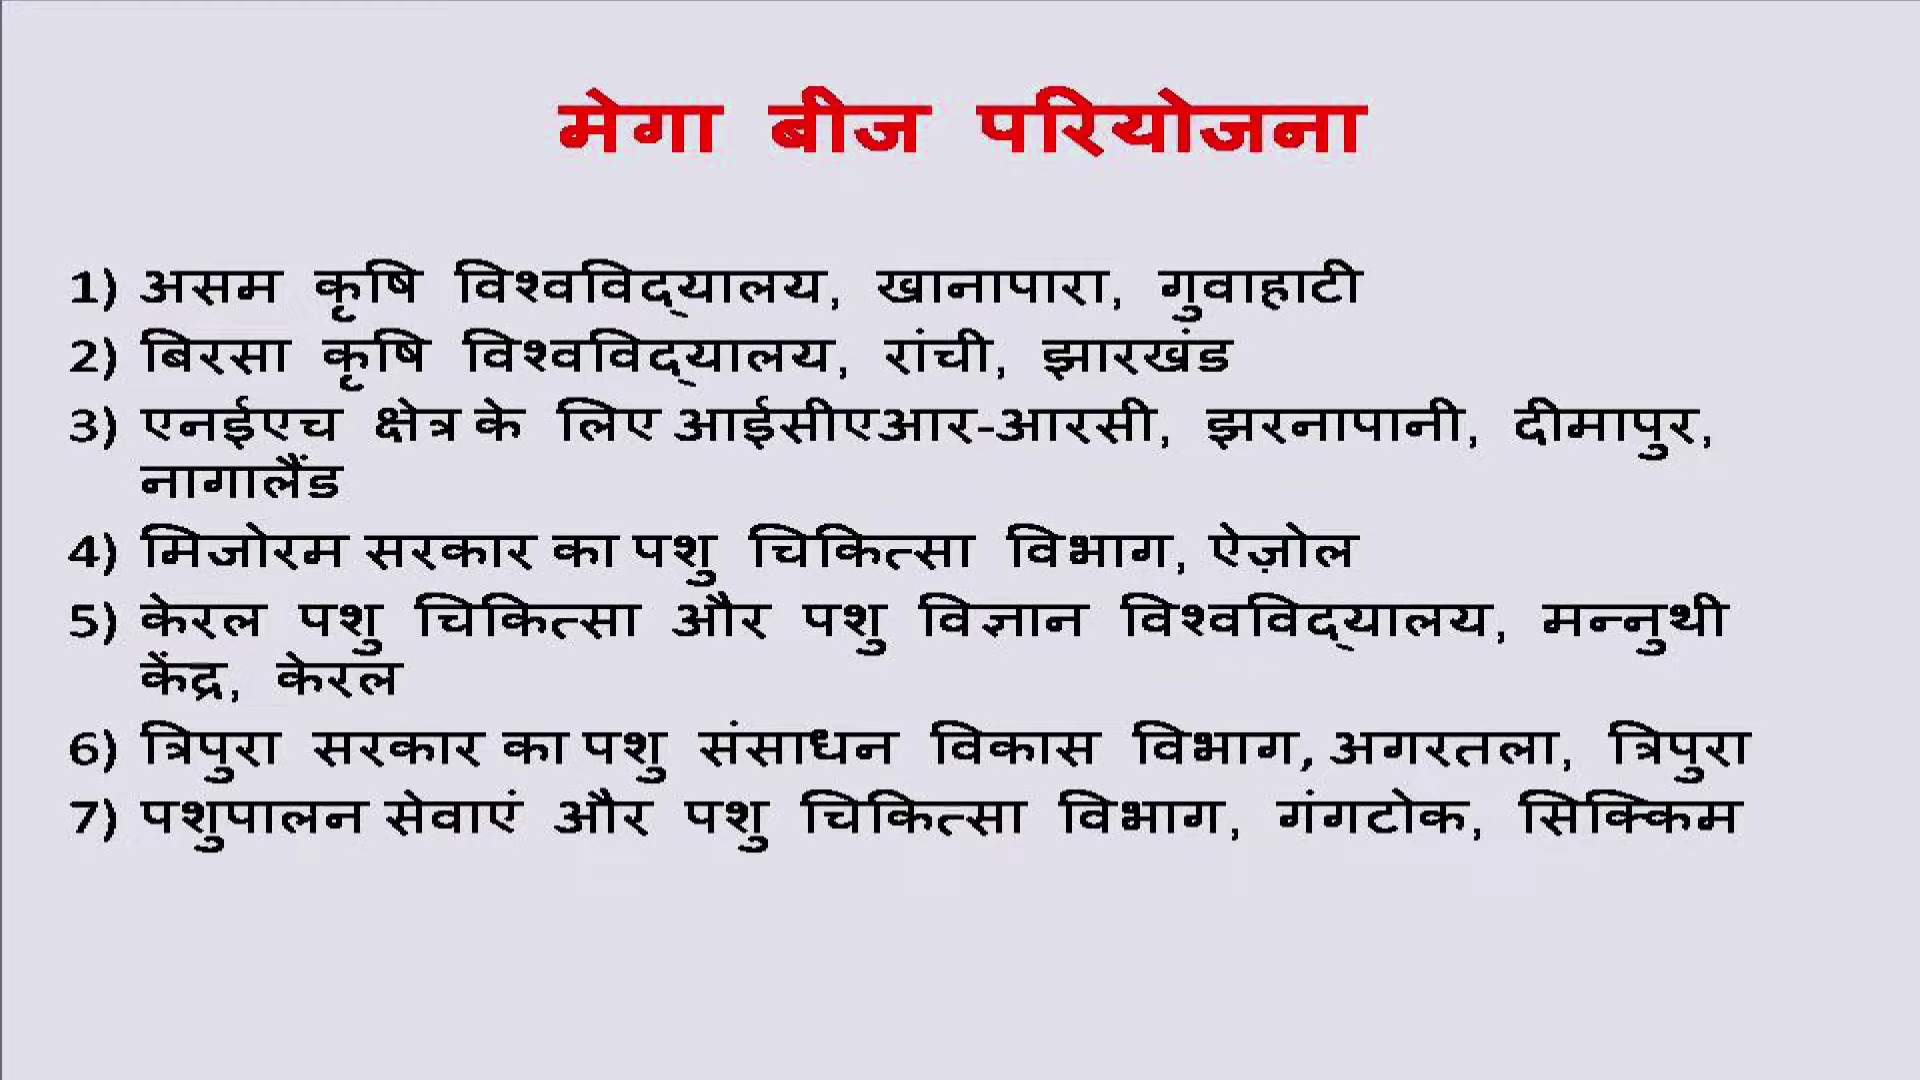 मेगा बीज परियोजना
1) असम कृषि विश्वविद्यालय, खानापारा, गुवाहाटी
2) बिरसा कृषि विश्वविद्यालय, रांची, झारखंड
3) एनईएच क्षेत्र के लिए आईसीएआर-आरसी, झरनापानी, दीमापुर,
नागालैंड
4) मिजोरम सरकार का पशु चिकित्सा विभाग, ऐज़ोल
5) केरल पशु चिकित्सा और पशु विज्ञान विश्वविद्यालय, मन्नुथी
केंद्र, केरल
6) त्रिपुरा सरकार का पशु संसाधन विकास विभाग, अगरतला, त्रिपुरा
7) पशुपालन सेवाएं और पशु चिकित्सा विभाग, गंगटोक, सिक्किम